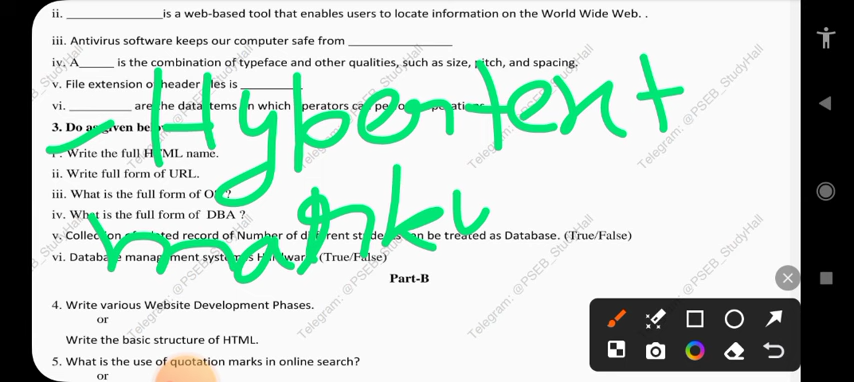 ii. ______________is a web-based tool that enables users to locate information on the World Wide Web. .
iii. Antivirus software keeps our computer safe from _______________
iv. A_____ is the combination of typeface and other qualities, such as size, pitch, and spacing.
v. File extension of header files is _________
vi. _________ are the data items on which operators can perform operations
3. Do as given below
Write the full HTML name.
ii. Write full form of URL.
iii. What is the full form of O ?
iv. What is the full form of DBA ?
v. Collection of related record of Number of different students can be treated as Database. (True/False)
vi. Database management system is Hardware (True/False)
Part-B
4. Write various Website Development Phases.
or
Write the basic structure of HTML.
5. What is the use of quotation marks in online search?
or
- Hypertext
marku
Telegram: @PSEB_StudyHall